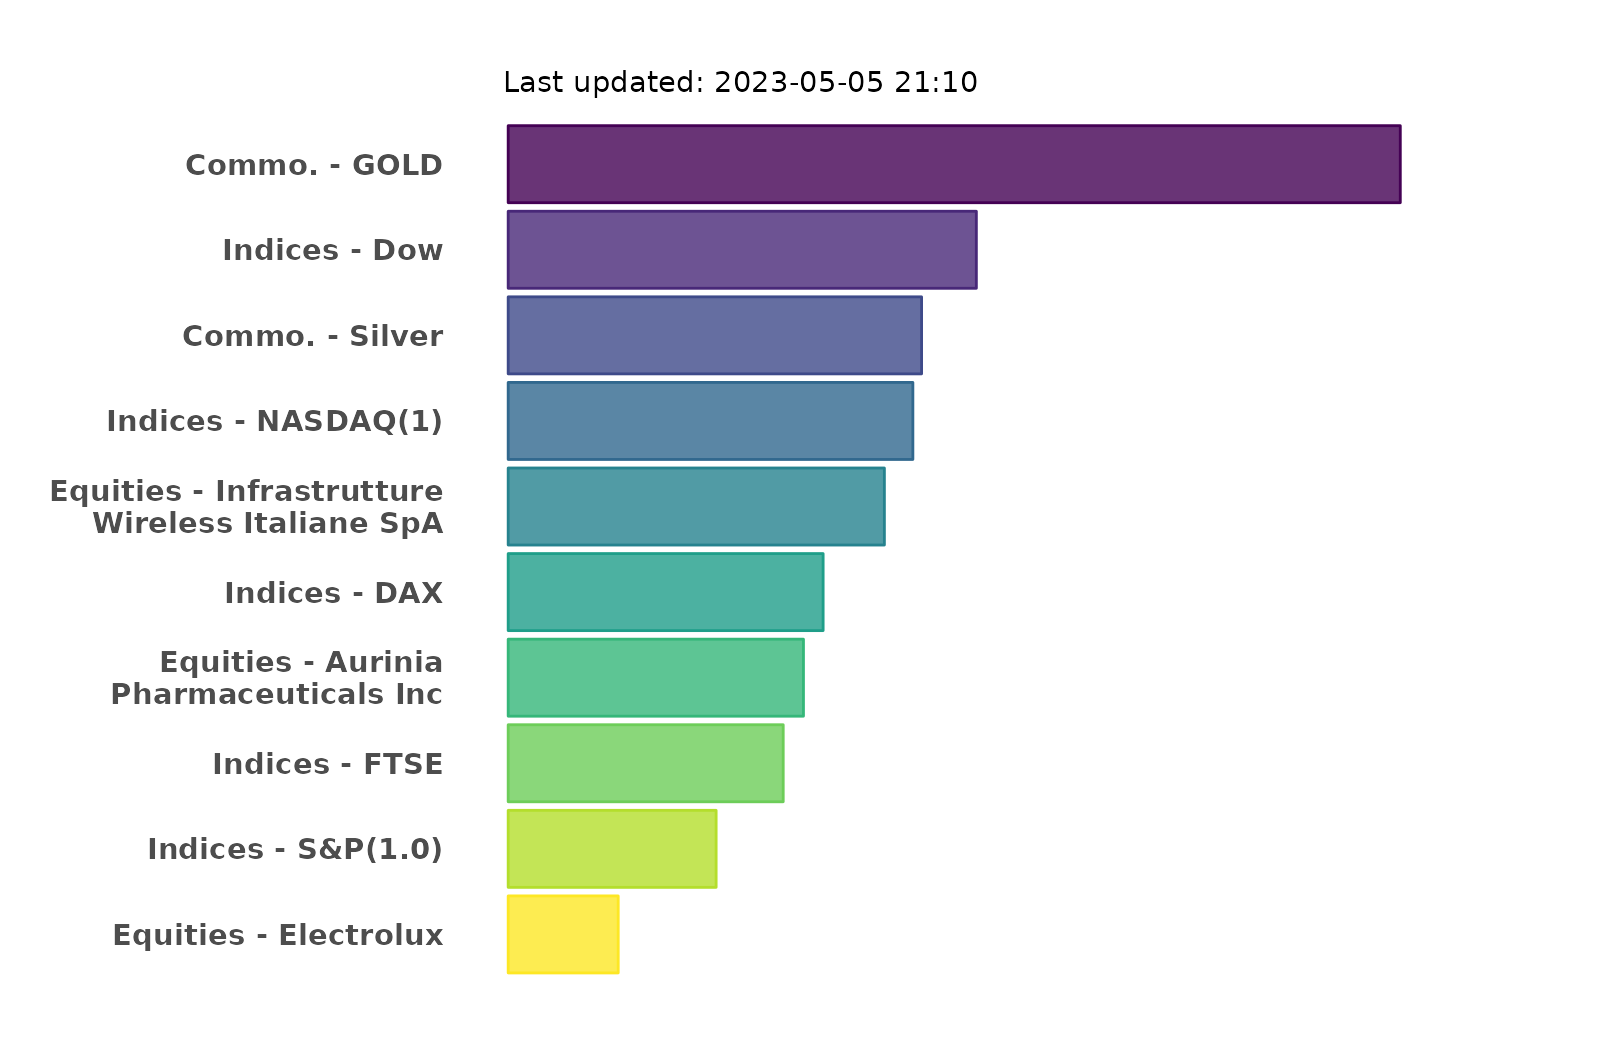 Last updated: 2023-05-05 21:10
Commo. - GOLD
Indices - Dow
Commo. - Silver
Indices - NASDAQ(1)
Equities - Infrastrutture
Wireless Italiane SpA
Indices - DAX
Equities - Aurinia
Pharmaceuticals Inc
Indices - FTSE
Indices - S&P(1.0)
Equities - Electrolux